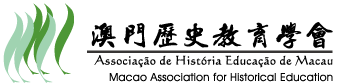 澳門歷史教育學會
Associação de História Educação de Macau
Macao Association for Historical Education